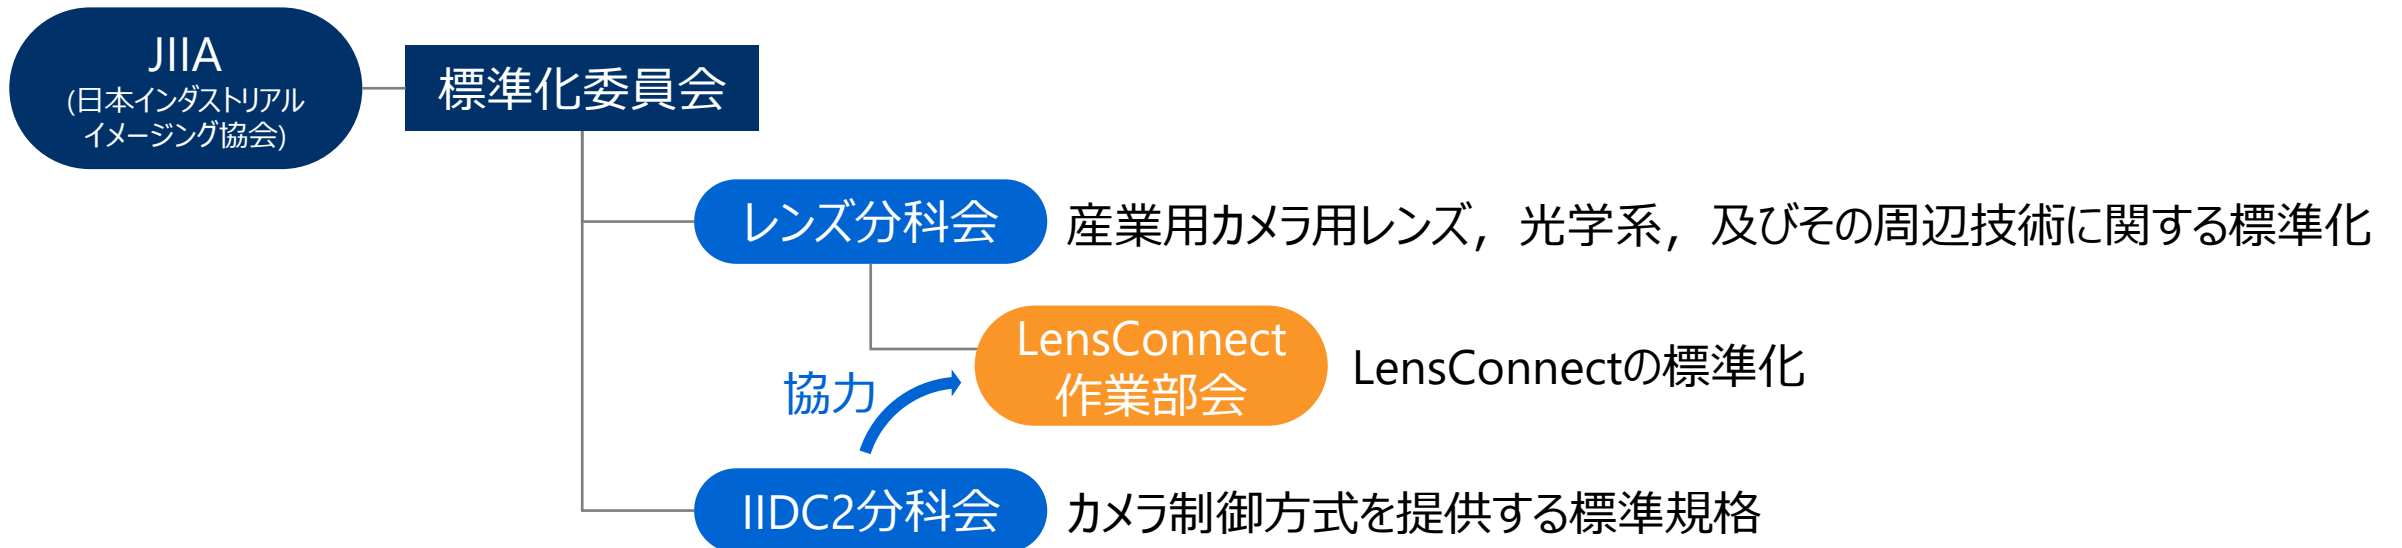 JIIA
(日本インダストリアル
イメージング協会)
標準化委員会
レンズ分科会
産業用カメラ用レンズ，光学系，及びその周辺技術に関する標準化
LensConnect
作業部会
LensConnectの標準化
協力
IIDC2分科会
カメラ制御方式を提供する標準規格